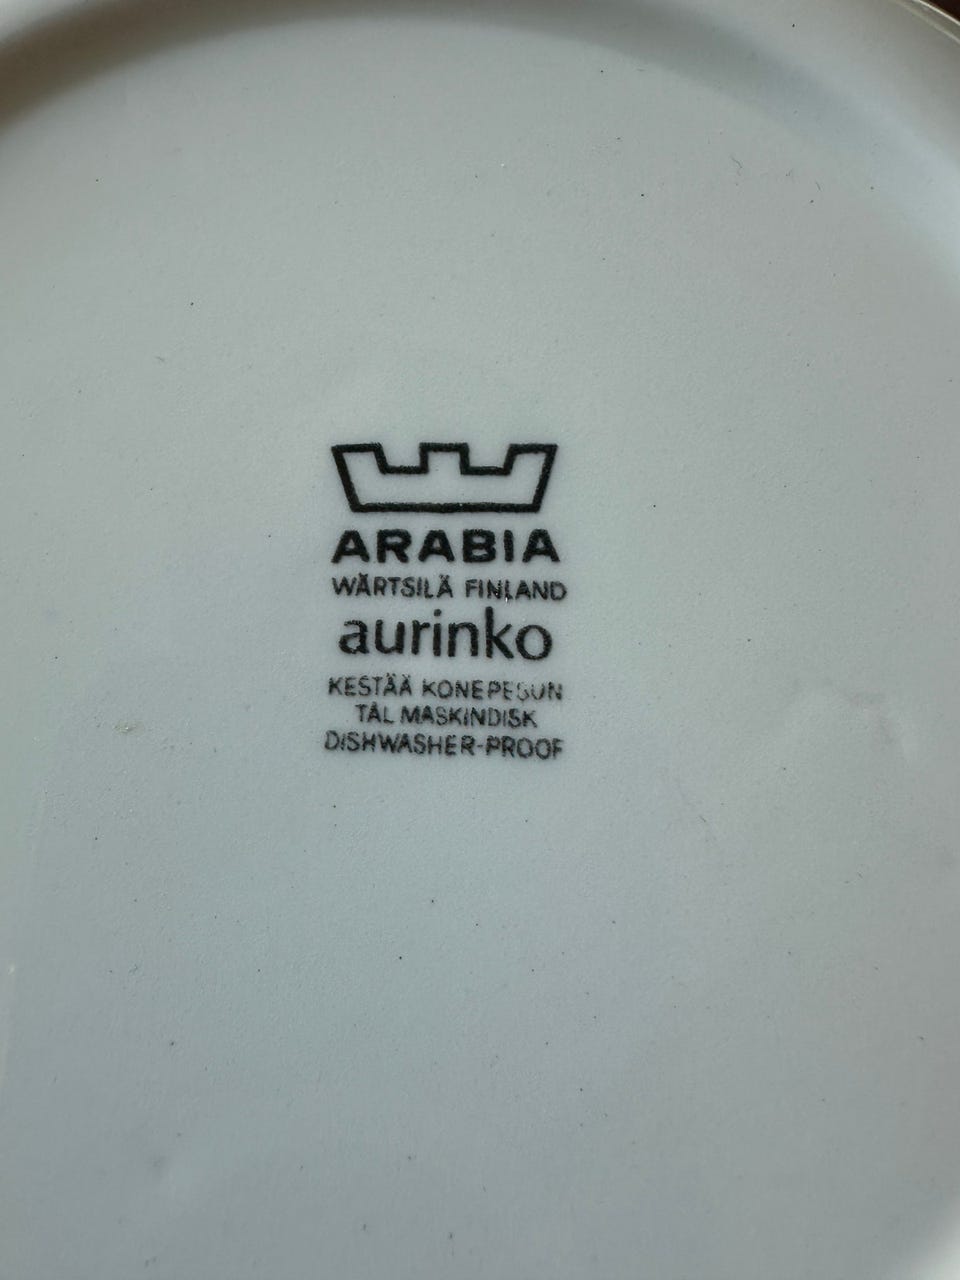 ARABIA
WÄRTSILÄ FINLAND
aurinko
KESTÄÄ KONEPESUN
TÅL MASKINDISK
DISHWASHER-PROOF